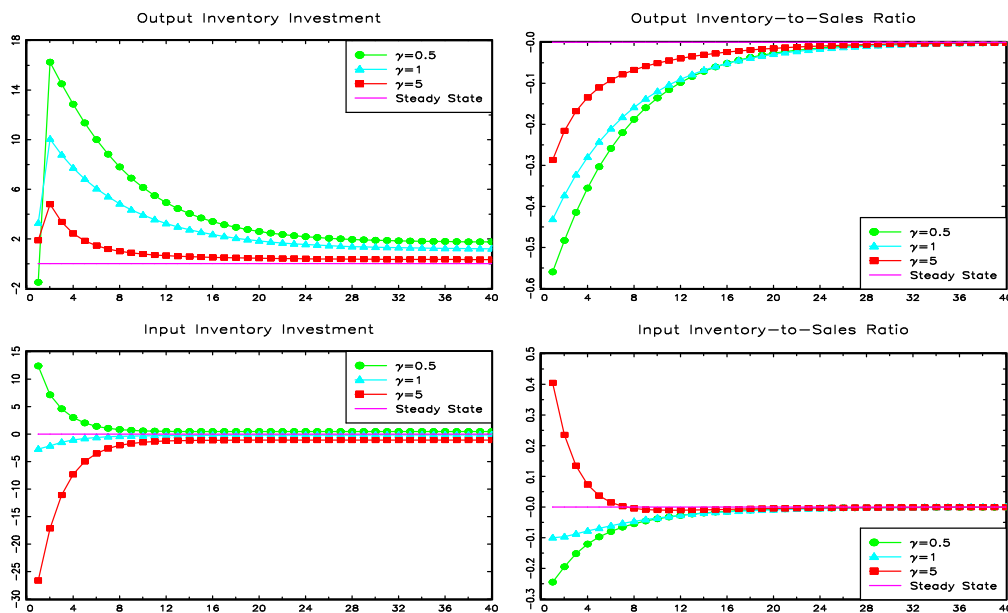 Output Inventory Investment
18
14
10
6
2
-2
γ=0.5
γ=1
γ=5
Steady State
0 4 8 12 16 20 24 28 32 36 40
Output Inventory-to-Sales Ratio
-0.0
-0.1
-0.2
-0.3
-0.4
-0.5
-0.6
γ=0.5
γ=1
γ=5
Steady State
0 4 8 12 16 20 24 28 32 36 40
Input Inventory Investment
15
10
5
0
-5
-10
-15
-20
-25
-30
γ=0.5
γ=1
γ=5
Steady State
0 4 8 12 16 20 24 28 32 36 40
Input Inventory-to-Sales Ratio
0.5
0.4
0.3
0.2
0.1
-0.0
-0.1
-0.2
-0.3
γ=0.5
γ=1
γ=5
Steady State
0 4 8 12 16 20 24 28 32 36 40